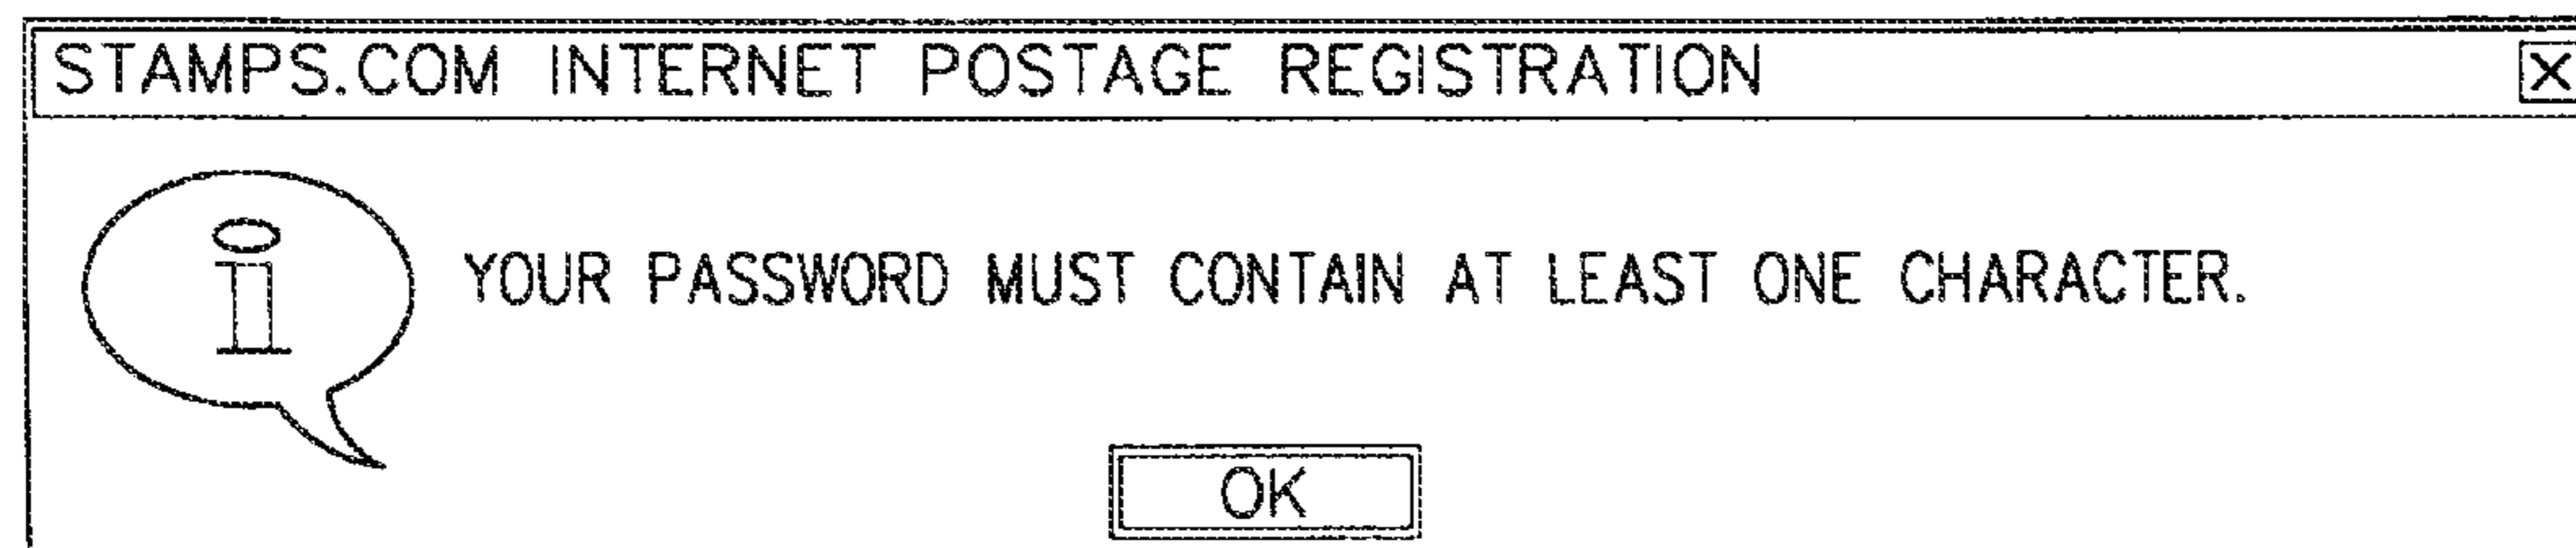 STAMPS.COM INTERNET POSTAGE REGISTRATION X
i YOUR PASSWORD MUST CONTAIN AT LEAST ONE CHARACTER.
OK